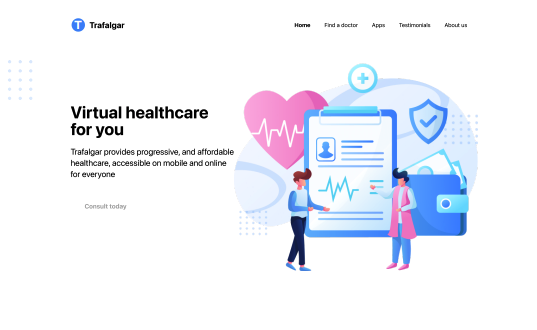 T Trafalgar
Home Find a doctor Apps Testimonials About us
Virtual healthcare
for you
Trafalgar provides progressive, and affordable
healthcare, accessible on mobile and online
for everyone
Consult today